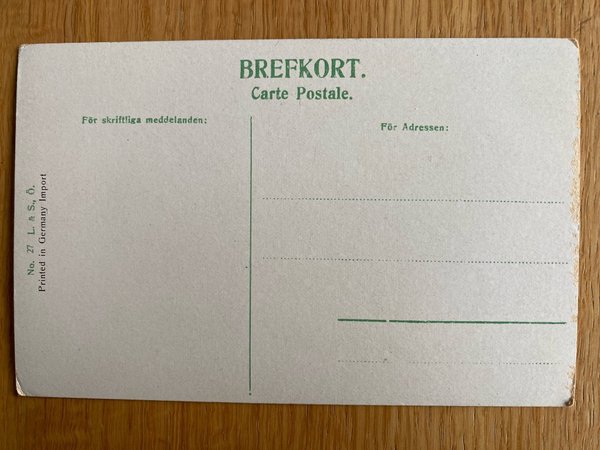 BREFKORT.
Carte Postale.
För skriftliga meddelanden:
För Adressen:
No. 27 L. & S., Ö.
Printed in Germany Import